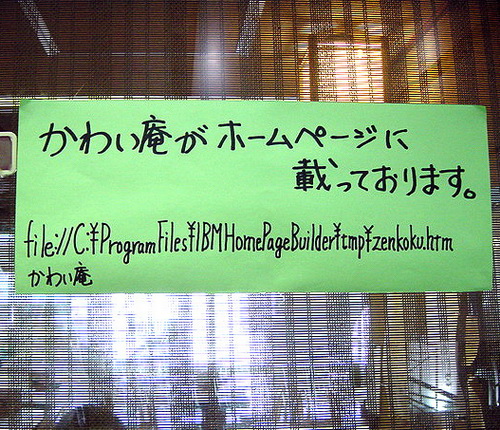 かわい庵がホームページに
載っております。
file://C:¥ProgramFiles¥IBMHomePageBuilder¥tmp¥zenkoku.htm
かわい庵